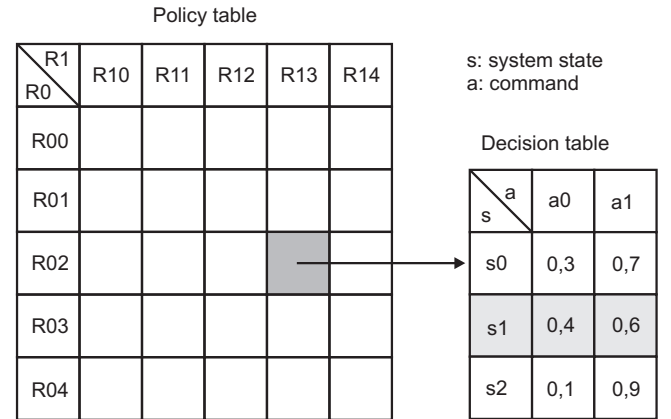 Policy table
R1
R0
R10 R11 R12 R13 R14
R00
R01
R02
R03
R04
s: system state
a: command
Decision table
a
s
a0 a1
s0 0,3 0,7
s1 0,4 0,6
s2 0,1 0,9